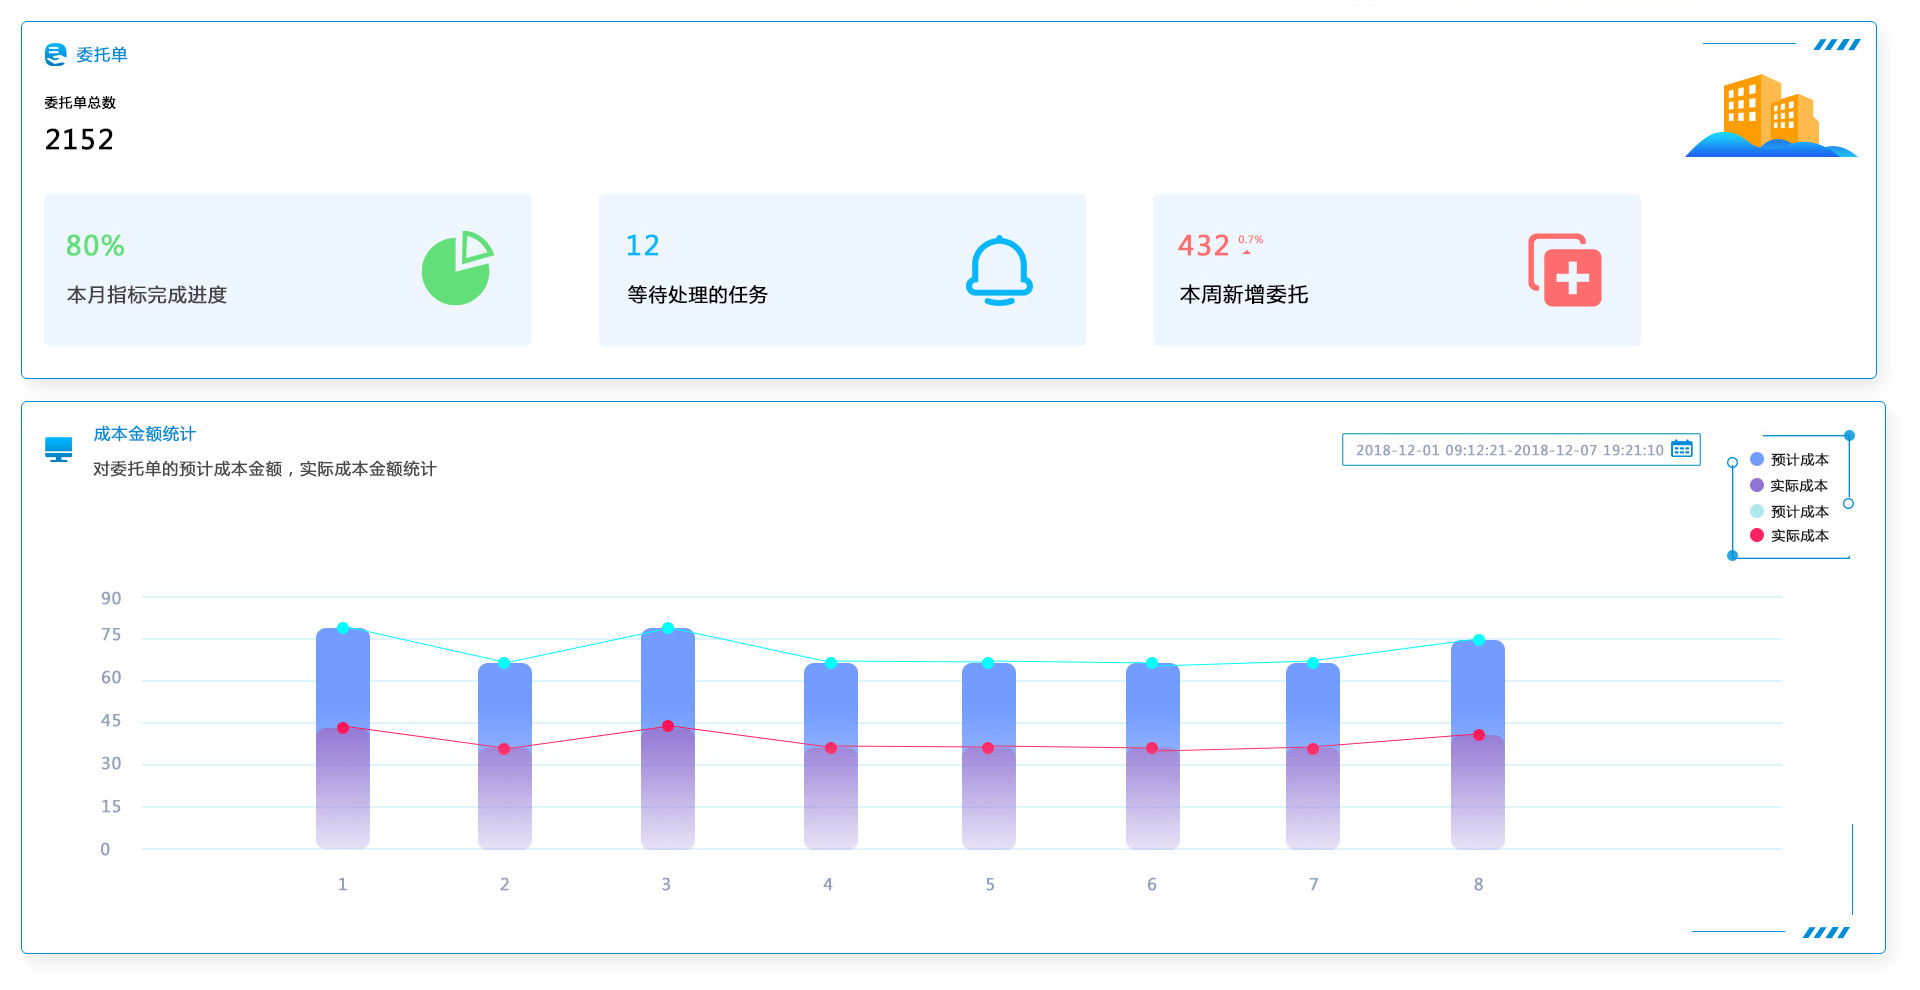 委托单
委托单总数
2152
80%
本月指标完成进度
12
等待处理的任务
432 0.7%
本周新增委托
成本金额统计
对委托单的预计成本金额，实际成本金额统计
2018-12-01 09:12:21-2018-12-07 19:21:10
预计成本
实际成本
预计成本
实际成本
90
75
60
45
30
15
0
1 2 3 4 5 6 7 8